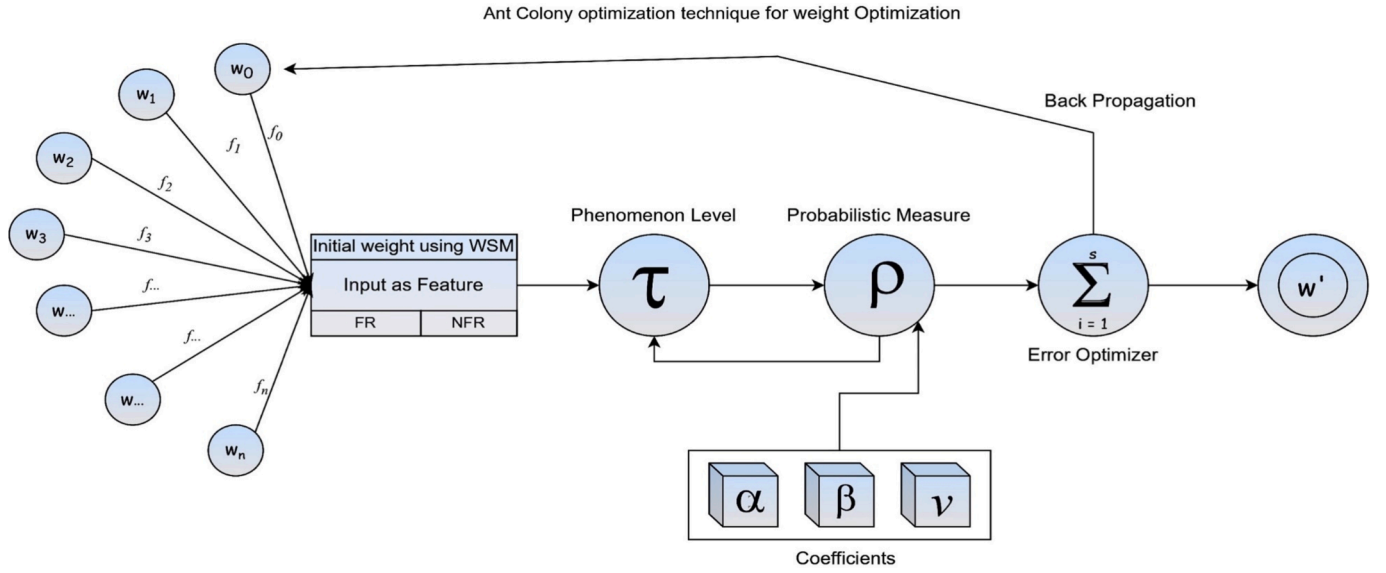 Ant Colony optimization technique for weight Optimization
w0
w1
f0
f1
Back Propagation
w2
f2
w3
f3
Phenomenon Level
Probabilistic Measure
Initial weight using WSM
Input as Feature
FR
NFR
τ
ρ
s
Σ
i = 1
Error Optimizer
w'
w...
f...
f...
w...
fn
wn
α
β
ν
Coefficients